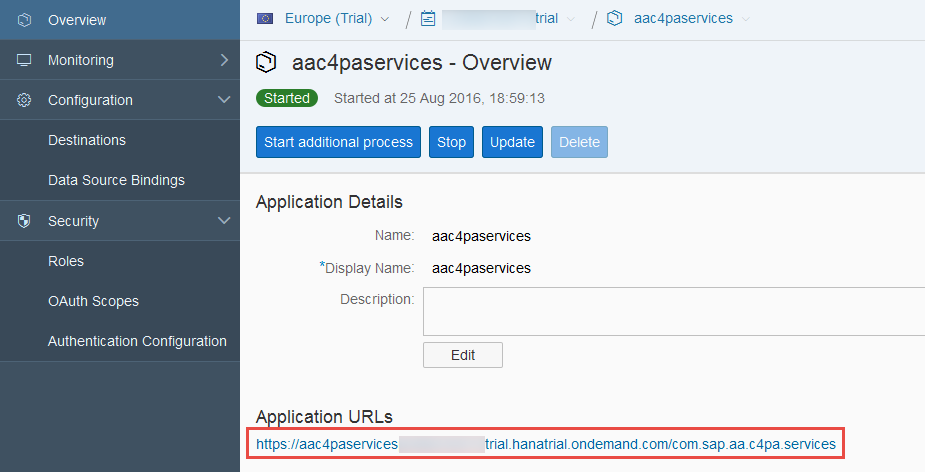 Overview
Monitoring
Configuration
Destinations
Data Source Bindings
Security
Roles
OAuth Scopes
Authentication Configuration
Europe (Trial) / trial / aac4paservices
aac4paservices - Overview
Started Started at 25 Aug 2016, 18:59:13
Start additional process Stop Update Delete
Application Details
Name: aac4paservices
*Display Name: aac4paservices
Description:
Edit
Application URLs
https://aac4paservices trial.hanatrial.ondemand.com/com.sap.aa.c4pa.services